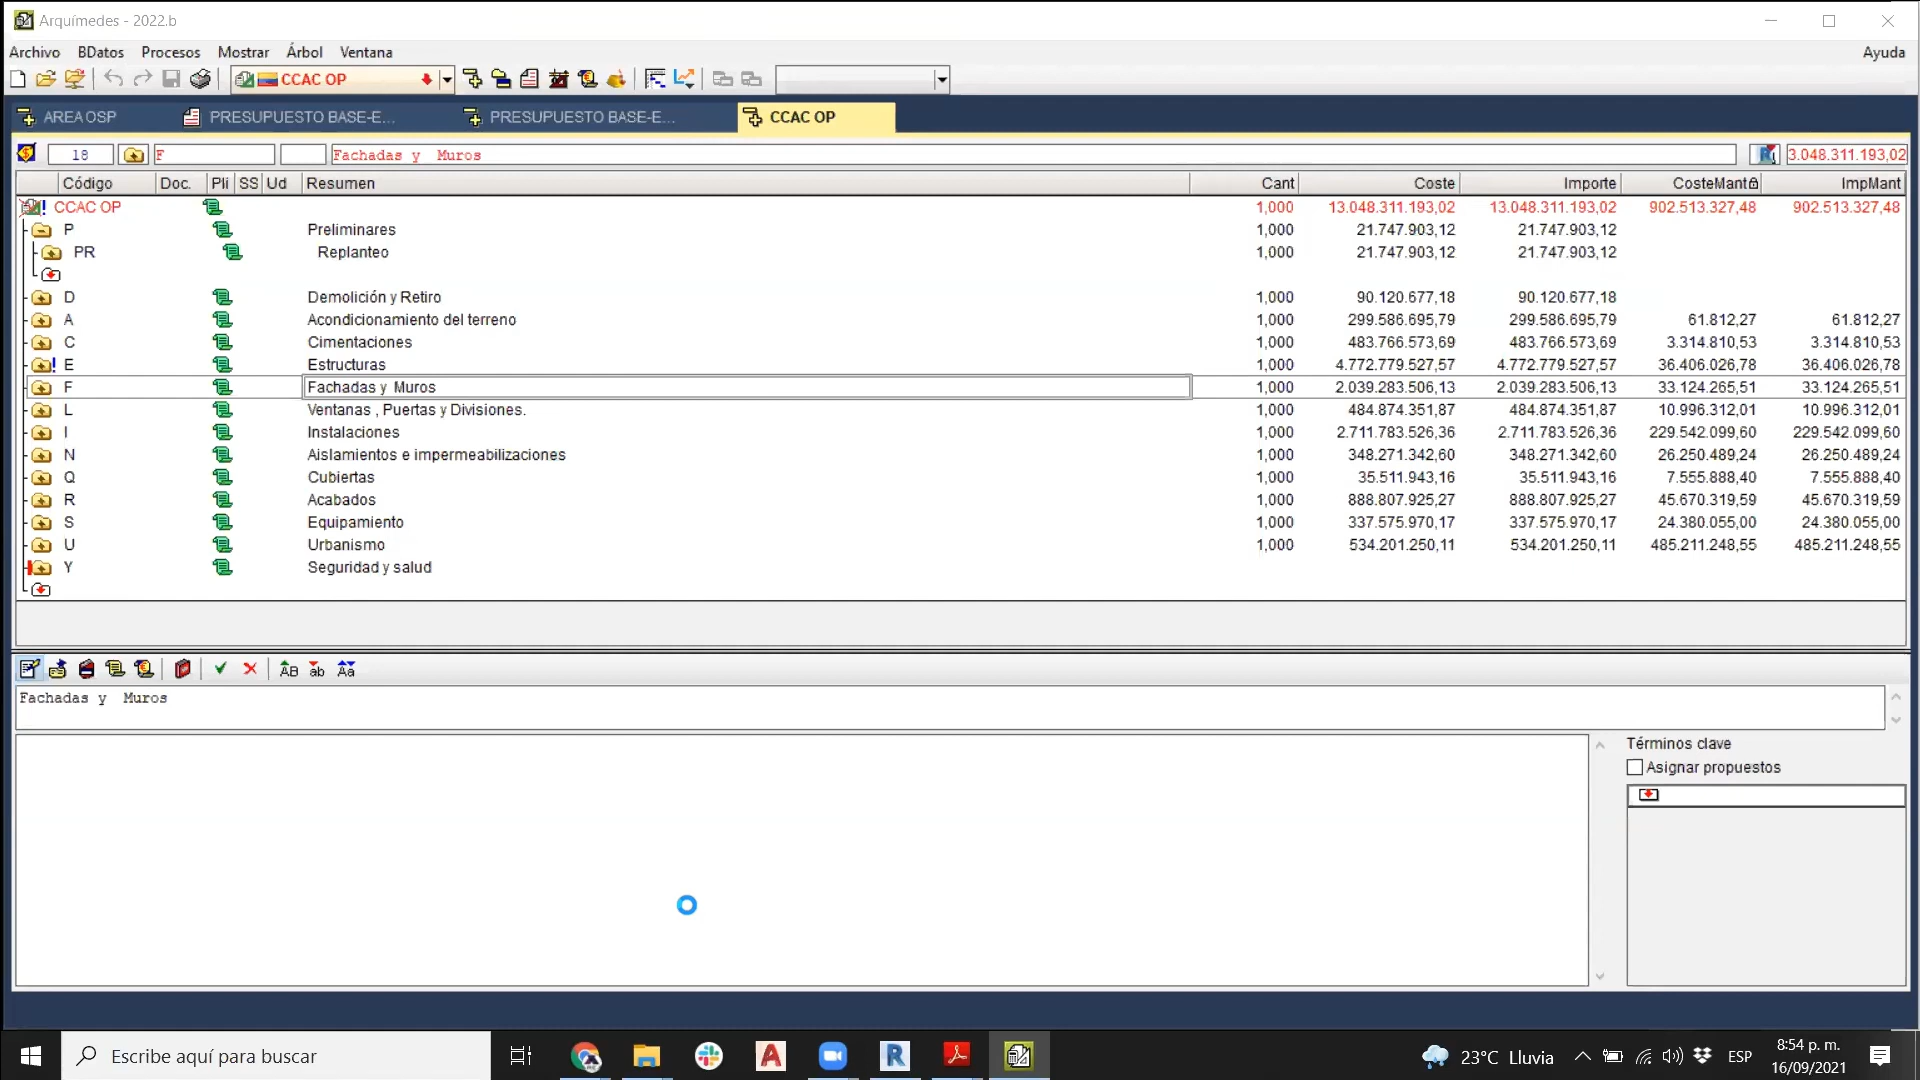 Arquímedes - 2022.b
Archivo BDatos Procesos Mostrar Árbol Ventana Ayuda
CCAC OP
AREA OSP PRESUPUESTO BASE-E... PRESUPUESTO BASE-E... CCAC OP
18 F Fachadas y Muros 3.048.311.193,02
Código Doc. Pli SS Ud Resumen Cant Coste Importe CosteMant ImpMant
CCAC OP 1,000 13.048.311.193,02 13.048.311.193,02 902.513.327,48 902.513.327,48
P Preliminares 1,000 21.747.903,12 21.747.903,12
PR Replanteo 1,000 21.747.903,12 21.747.903,12
D Demolición y Retiro 1,000 90.120.677,18 90.120.677,18
A Acondicionamiento del terreno 1,000 299.586.695,79 299.586.695,79 61.812,27 61.812,27
C Cimentaciones 1,000 483.766.573,69 483.766.573,69 3.314.810,53 3.314.810,53
E Estructuras 1,000 4.772.779.527,57 4.772.779.527,57 36.406.026,78 36.406.026,78
F Fachadas y Muros 1,000 2.039.283.506,13 2.039.283.506,13 33.124.265,51 33.124.265,51
L Ventanas , Puertas y Divisiones. 1,000 484.874.351,87 484.874.351,87 10.996.312,01 10.996.312,01
I Instalaciones 1,000 2.711.783.526,36 2.711.783.526,36 229.542.099,60 229.542.099,60
N Aislamientos e impermeabilizaciones 1,000 348.271.342,60 348.271.342,60 26.250.489,24 26.250.489,24
Q Cubiertas 1,000 35.511.943,16 35.511.943,16 7.555.888,40 7.555.888,40
R Acabados 1,000 888.807.925,27 888.807.925,27 45.670.319,59 45.670.319,59
S Equipamiento 1,000 337.575.970,17 337.575.970,17 24.380.055,00 24.380.055,00
U Urbanismo 1,000 534.201.250,11 534.201.250,11 485.211.248,55 485.211.248,55
Y Seguridad y salud
AB ab Aa
Fachadas y Muros
Términos clave
Asignar propuestos
Escribe aquí para buscar
23°C Lluvia
ESP
8:54 p. m.
16/09/2021